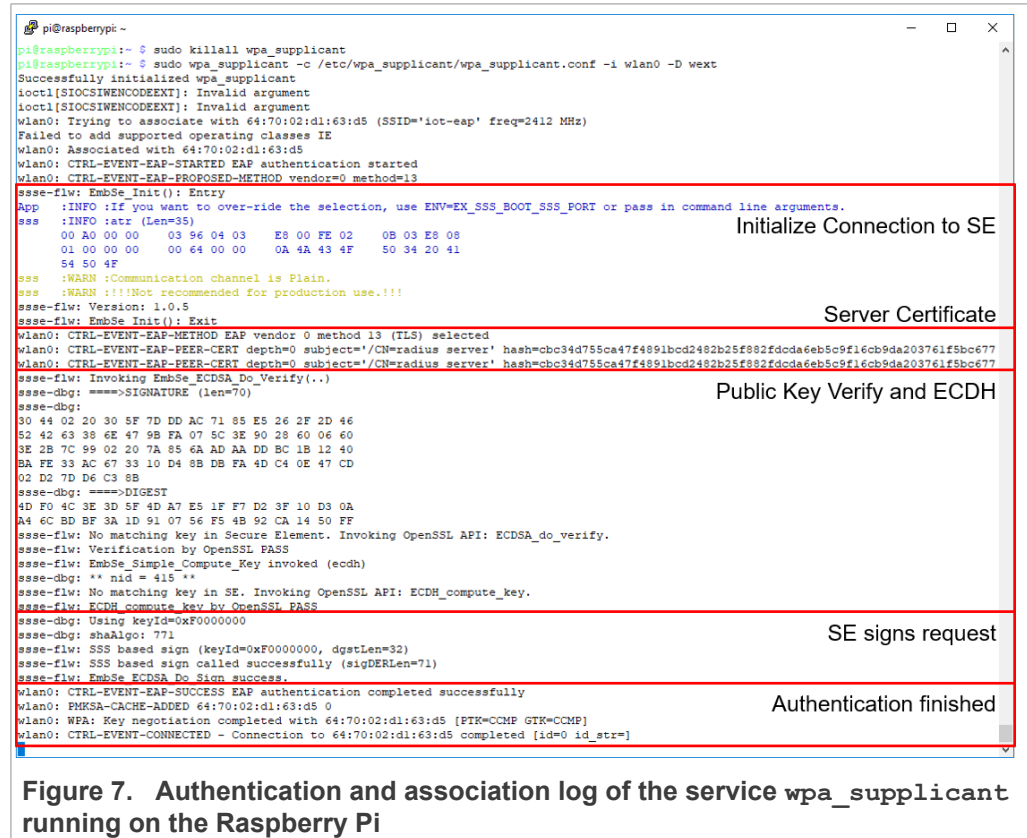 pi@raspberrypi: ~
pi@raspberrypi:~ $ sudo killall wpa_supplicant
pi@raspberrypi:~ $ sudo wpa_supplicant -c /etc/wpa_supplicant/wpa_supplicant.conf -i wlan0 -D wext
Successfully initialized wpa_supplicant
ioctl[SIOCSIWENCODEEXT]: Invalid argument
ioctl[SIOCSIWENCODEEXT]: Invalid argument
wlan0: Trying to associate with 64:70:02:d1:63:d5 (SSID='iot-eap' freq=2412 MHz)
Failed to add supported operating classes IE
wlan0: Associated with 64:70:02:d1:63:d5
wlan0: CTRL-EVENT-EAP-STARTED EAP authentication started
wlan0: CTRL-EVENT-EAP-PROPOSED-METHOD vendor=0 method=13
ssse-flw: EmbSe_Init(): Entry
App   :INFO :If you want to over-ride the selection, use ENV=EX_SSS_BOOT_SSS_PORT or pass in command line arguments.
sss   :INFO :atr (Len=35)
Initialize Connection to SE
00 A0 00 00    03 96 04 03    E8 00 FE 02    0B 03 E8 08
01 00 00 00    00 64 00 00    0A 4A 43 4F    50 34 20 41
54 50 4F
sss   :WARN :Communication channel is Plain.
sss   :WARN :!!!Not recommended for production use.!!!
ssse-flw: Version: 1.0.5
Server Certificate
ssse-flw: EmbSe_Init(): Exit
wlan0: CTRL-EVENT-EAP-METHOD EAP vendor 0 method 13 (TLS) selected
wlan0: CTRL-EVENT-EAP-PEER-CERT depth=0 subject='/CN=radius server' hash=cbc34d755ca47f4891bcd2482b25f882fdcda6eb5c9f16cb9da203761f5bc677
wlan0: CTRL-EVENT-EAP-PEER-CERT depth=0 subject='/CN=radius server' hash=cbc34d755ca47f4891bcd2482b25f882fdcda6eb5c9f16cb9da203761f5bc677
ssse-flw: Invoking EmbSe_ECDSA_Do_Verify(..)
Public Key Verify and ECDH
ssse-dbg: ====>SIGNATURE (len=70)
ssse-dbg:
30 44 02 20 30 5F 7D DD AC 71 85 E5 26 2F 2D 46
52 42 63 38 6E 47 9B FA 07 5C 3E 90 28 60 06 60
3E 2B 7C 99 02 20 7A 85 6A AD AA DD BC 1B 12 40
BA FE 33 AC 67 33 10 D4 8B DB FA 4D C4 0E 47 CD
02 D2 7D D6 C3 8B
ssse-dbg: ====>DIGEST
4D F0 4C 3E 3D 5F 4D A7 E5 1F F7 D2 3F 10 D3 0A
A4 6C BD BF 3A 1D 91 07 56 F5 4B 92 CA 14 50 FF
ssse-flw: No matching key in Secure Element. Invoking OpenSSL API: ECDSA_do_verify.
ssse-flw: Verification by OpenSSL PASS
ssse-flw: EmbSe_Simple_Compute_Key invoked (ecdh)
ssse-dbg: ** nid = 415 **
ssse-flw: No matching key in SE. Invoking OpenSSL API: ECDH_compute_key.
ssse-flw: ECDH_compute_key by OpenSSL PASS
ssse-dbg: Using keyId=0xF0000000
ssse-dbg: shaAlgo: 771
SE signs request
ssse-flw: SSS based sign (keyId=0xF0000000, dgstLen=32)
ssse-flw: SSS based sign called successfully (sigDERLen=71)
ssse-flw: EmbSe_ECDSA_Do_Sign success.
wlan0: CTRL-EVENT-EAP-SUCCESS EAP authentication completed successfully
wlan0: PMKSA-CACHE-ADDED 64:70:02:d1:63:d5 0
Authentication finished
wlan0: WPA: Key negotiation completed with 64:70:02:d1:63:d5 [PTK=CCMP GTK=CCMP]
wlan0: CTRL-EVENT-CONNECTED - Connection to 64:70:02:d1:63:d5 completed [id=0 id_str=]
Figure 7. Authentication and association log of the service wpa_supplicant
running on the Raspberry Pi